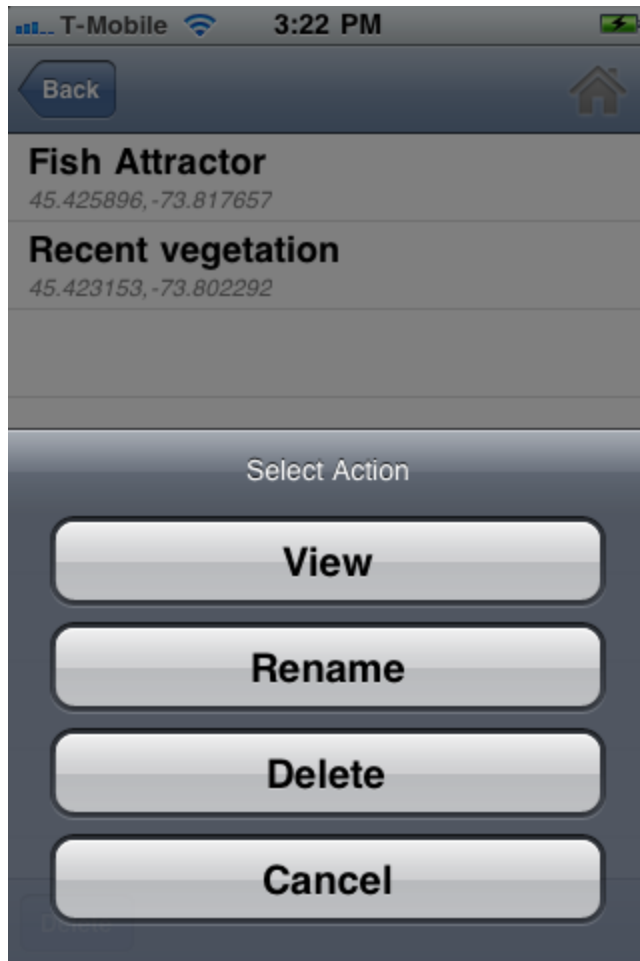 T-Mobile 3:22 PM
Back
Fish Attractor
45.425896,-73.817657
Recent vegetation
45.423153,-73.802292
Select Action
View
Rename
Delete
Cancel
Delete